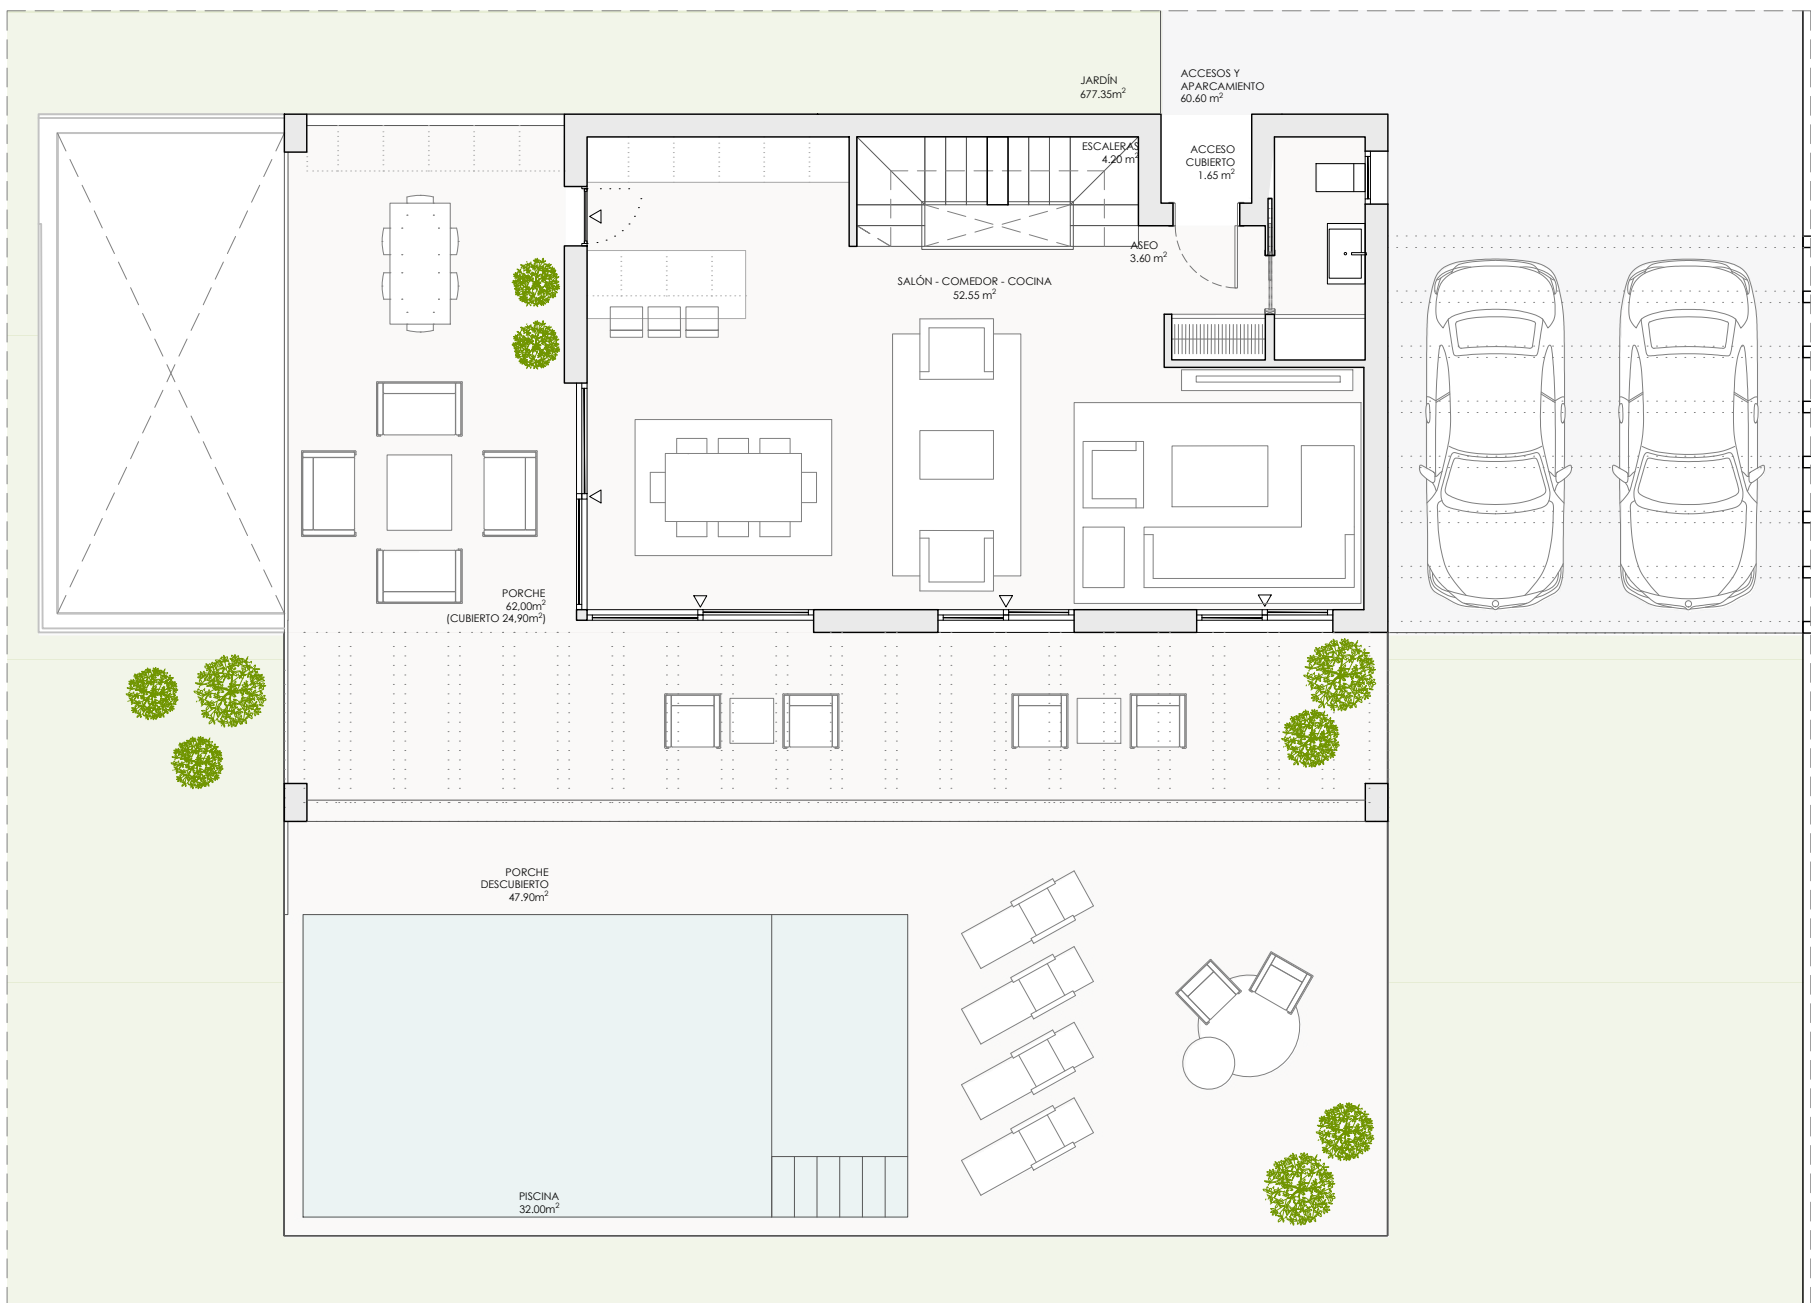 JARDÍN
677.35m²
ACCESOS Y
APARCAMIENTO
60.60 m²
ESCALERAS
4.20 m²
ACCESO
CUBIERTO
1.65 m²
ASEO
3.60 m²
SALÓN - COMEDOR - COCINA
52.55 m²
PORCHE
62,00m²
(CUBIERTO 24,90m²)
PORCHE
DESCUBIERTO
47.90m²
PISCINA
32.00m²